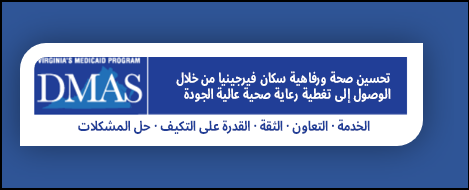 VIRGINIA'S MEDICAID PROGRAM
DMAS
تحسين صحة ورفاهية سكان فيرجينيا من خلال
الوصول إلى تغطية رعاية صحية عالية الجودة
الخدمة · التعاون · الثقة · القدرة على التكيف · حل المشكلات